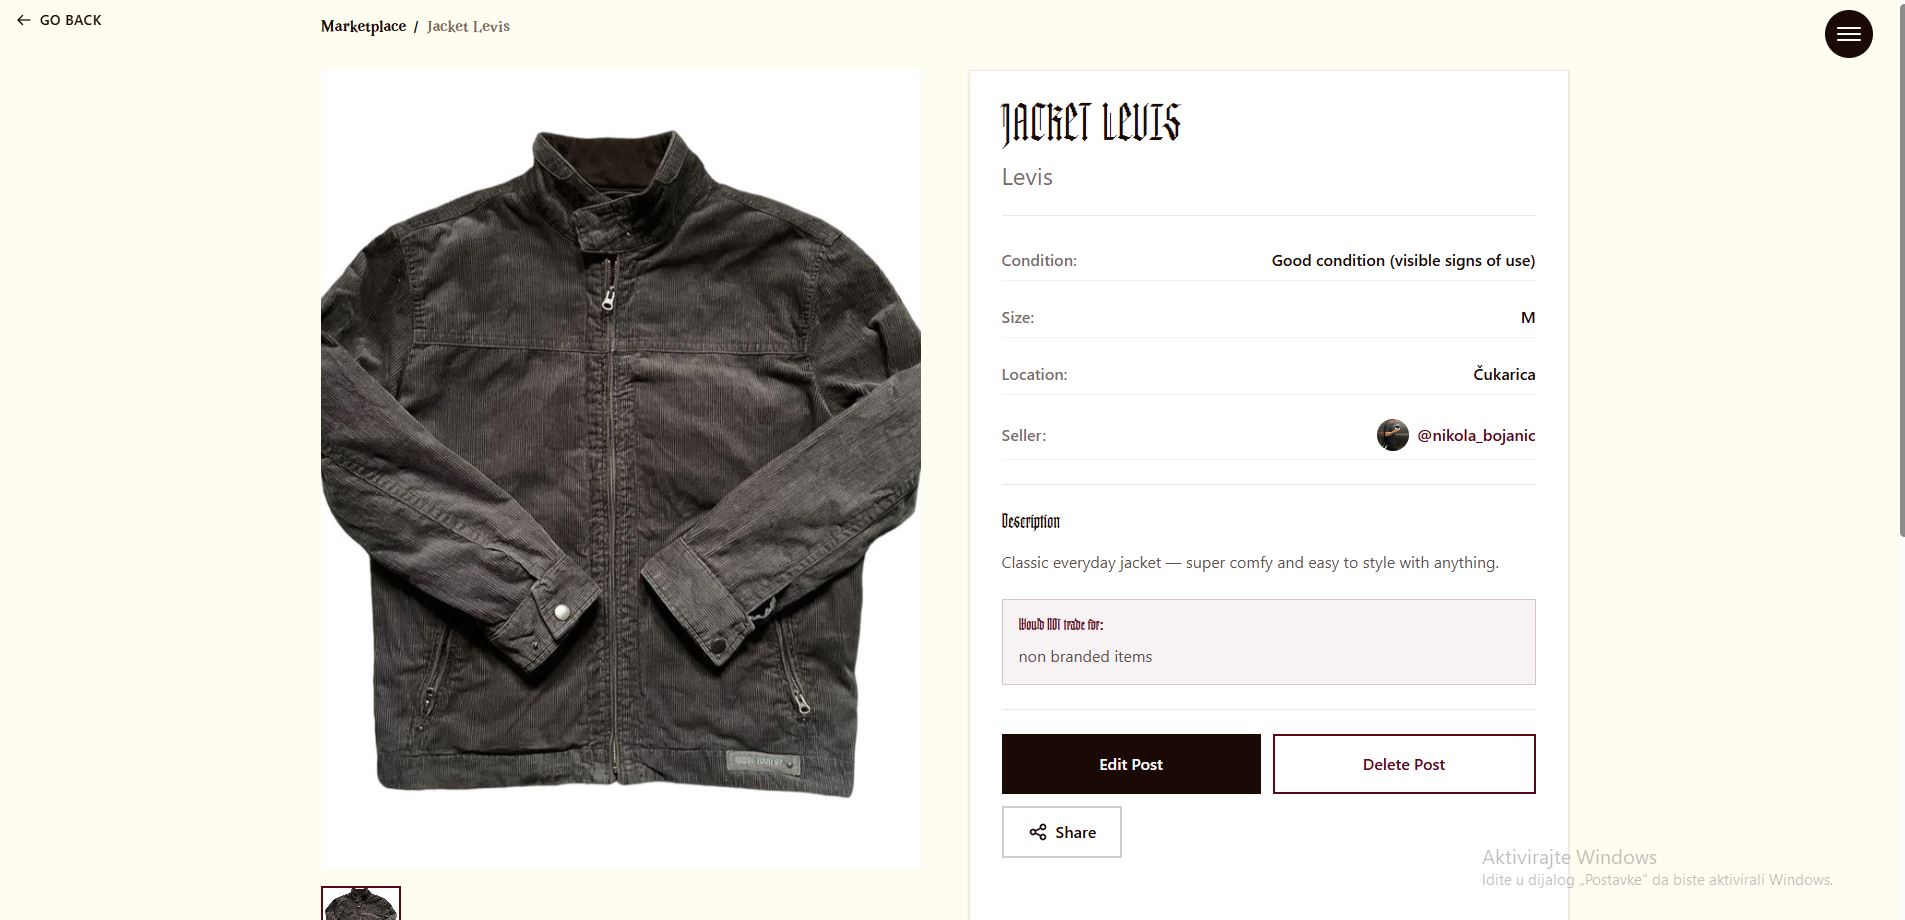 GO BACK
Marketplace / Jacket Levis
JACKET LEVIS
Levis
Condition: Good condition (visible signs of use)
Size: M
Location: Čukarica
Seller: @nikola_bojanic
Description
Classic everyday jacket — super comfy and easy to style with anything.
Would NOT trade for:
non branded items
Edit Post
Delete Post
Share
Aktivirajte Windows
Idite u dijalog „Postavke“ da biste aktivirali Windows.